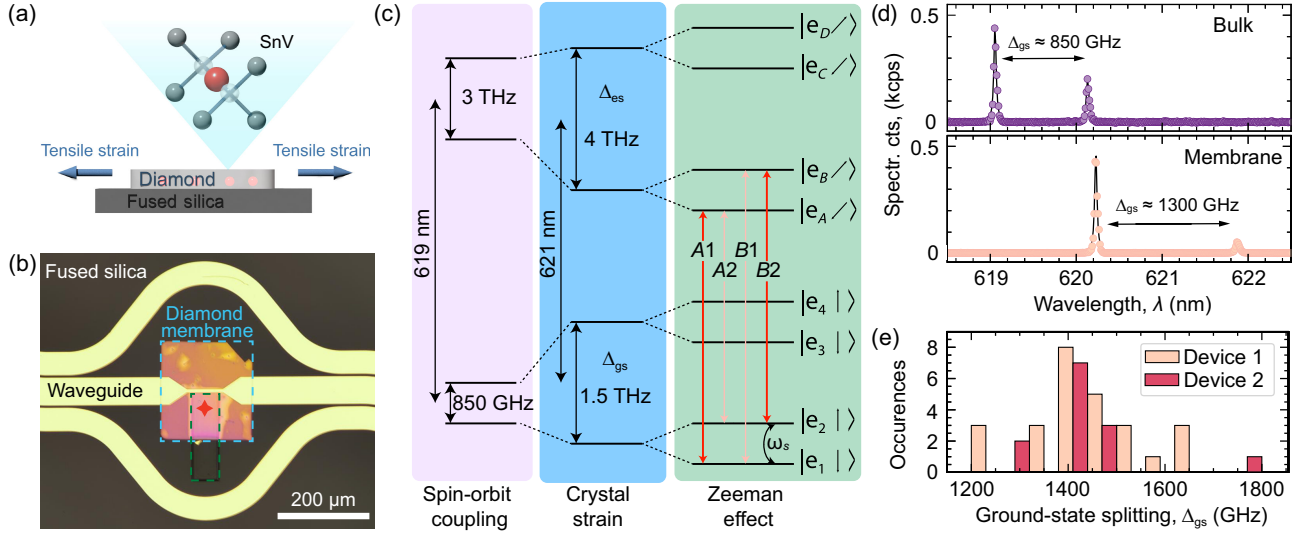 (a)
SnV
Tensile strain
Tensile strain
Diamond
Fused silica
(b)
Fused silica
Diamond
membrane
Waveguide
200 µm
(c)
3 THz
619 nm
850 GHz
Spin-orbit
coupling
Δes
4 THz
621 nm
Δgs
1.5 THz
Crystal
strain
|eD/⟩
|eC/⟩
|eB/⟩
|eA/⟩
A1
A2
B1
B2
|e4 | ⟩
|e3 | ⟩
|e2 | ⟩
ωs
|e1 | ⟩
Zeeman
effect
(d)
Spectr. cts, (kcps)
0.5
Bulk
Δgs ≈ 850 GHz
0
0.5
Membrane
Δgs ≈ 1300 GHz
0
619 620 621 622
Wavelength, λ (nm)
(e)
Occurences
8
6
4
2
0
Device 1
Device 2
1200 1400 1600 1800
Ground-state splitting, Δgs (GHz)